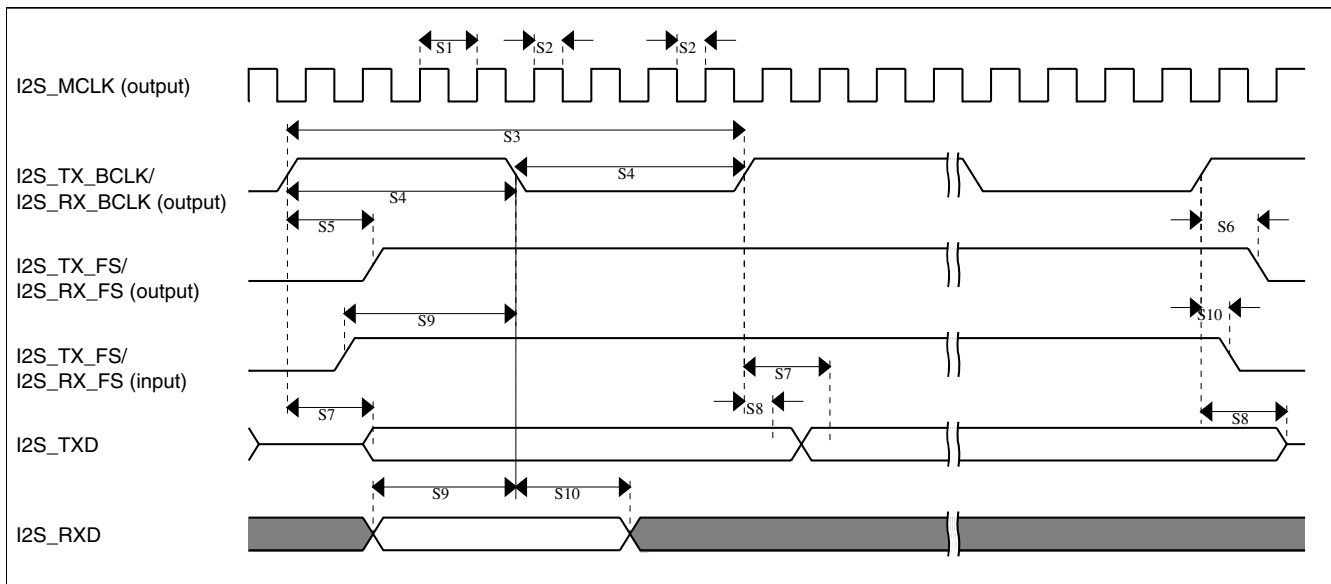 S1
S2
S2
I2S_MCLK (output)
S3
I2S_TX_BCLK/
I2S_RX_BCLK (output)
S4
S4
S5
S6
I2S_TX_FS/
I2S_RX_FS (output)
S9
S10
I2S_TX_FS/
I2S_RX_FS (input)
S7
S7
S8
S8
I2S_TXD
S9
S10
I2S_RXD